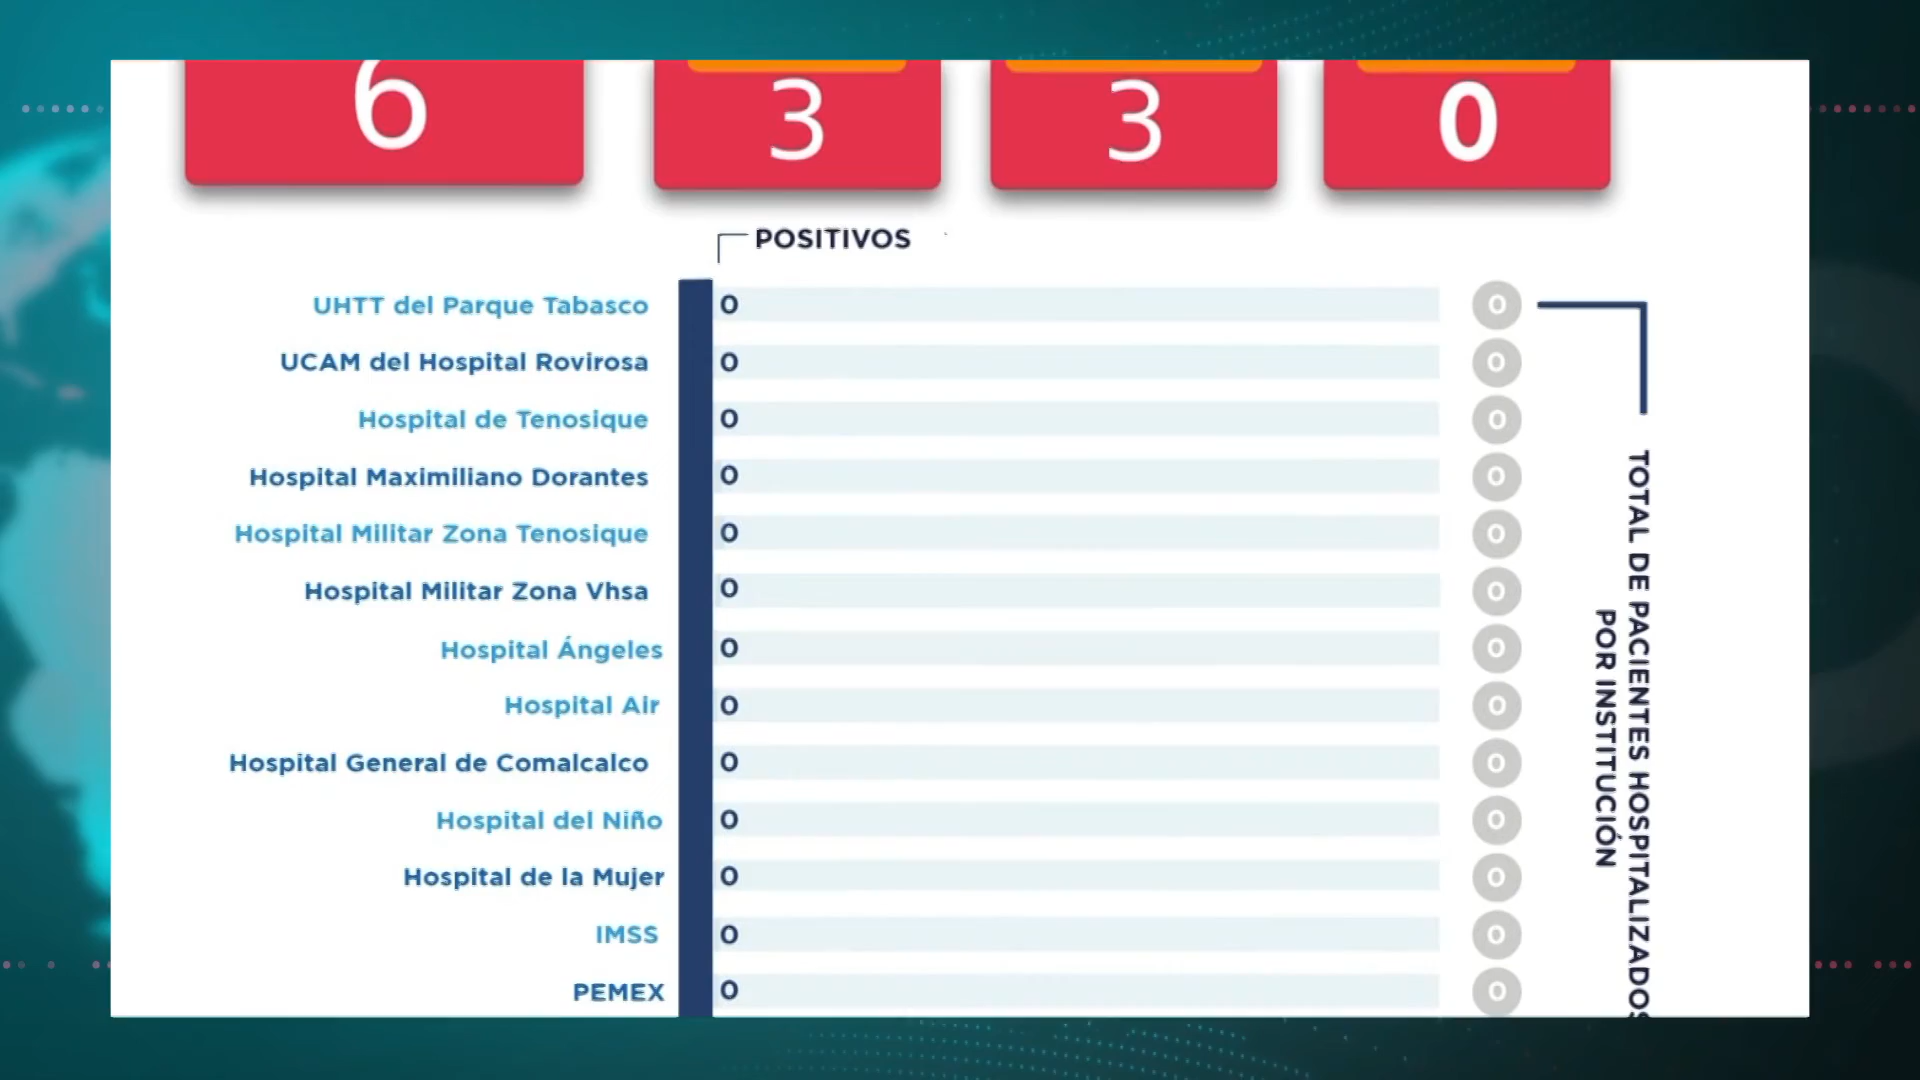 6
3
3
0
POSITIVOS
UHTT del Parque Tabasco 0 0
UCAM del Hospital Rovirosa 0 0
Hospital de Tenosique 0 0
Hospital Maximiliano Dorantes 0 0
Hospital Militar Zona Tenosique 0 0
Hospital Militar Zona Vhsa 0 0
Hospital Ángeles 0 0
Hospital Air 0 0
Hospital General de Comalcalco 0 0
Hospital del Niño 0 0
Hospital de la Mujer 0 0
IMSS 0 0
PEMEX 0 0
TOTAL DE PACIENTES HOSPITALIZADOS
POR INSTITUCIÓN